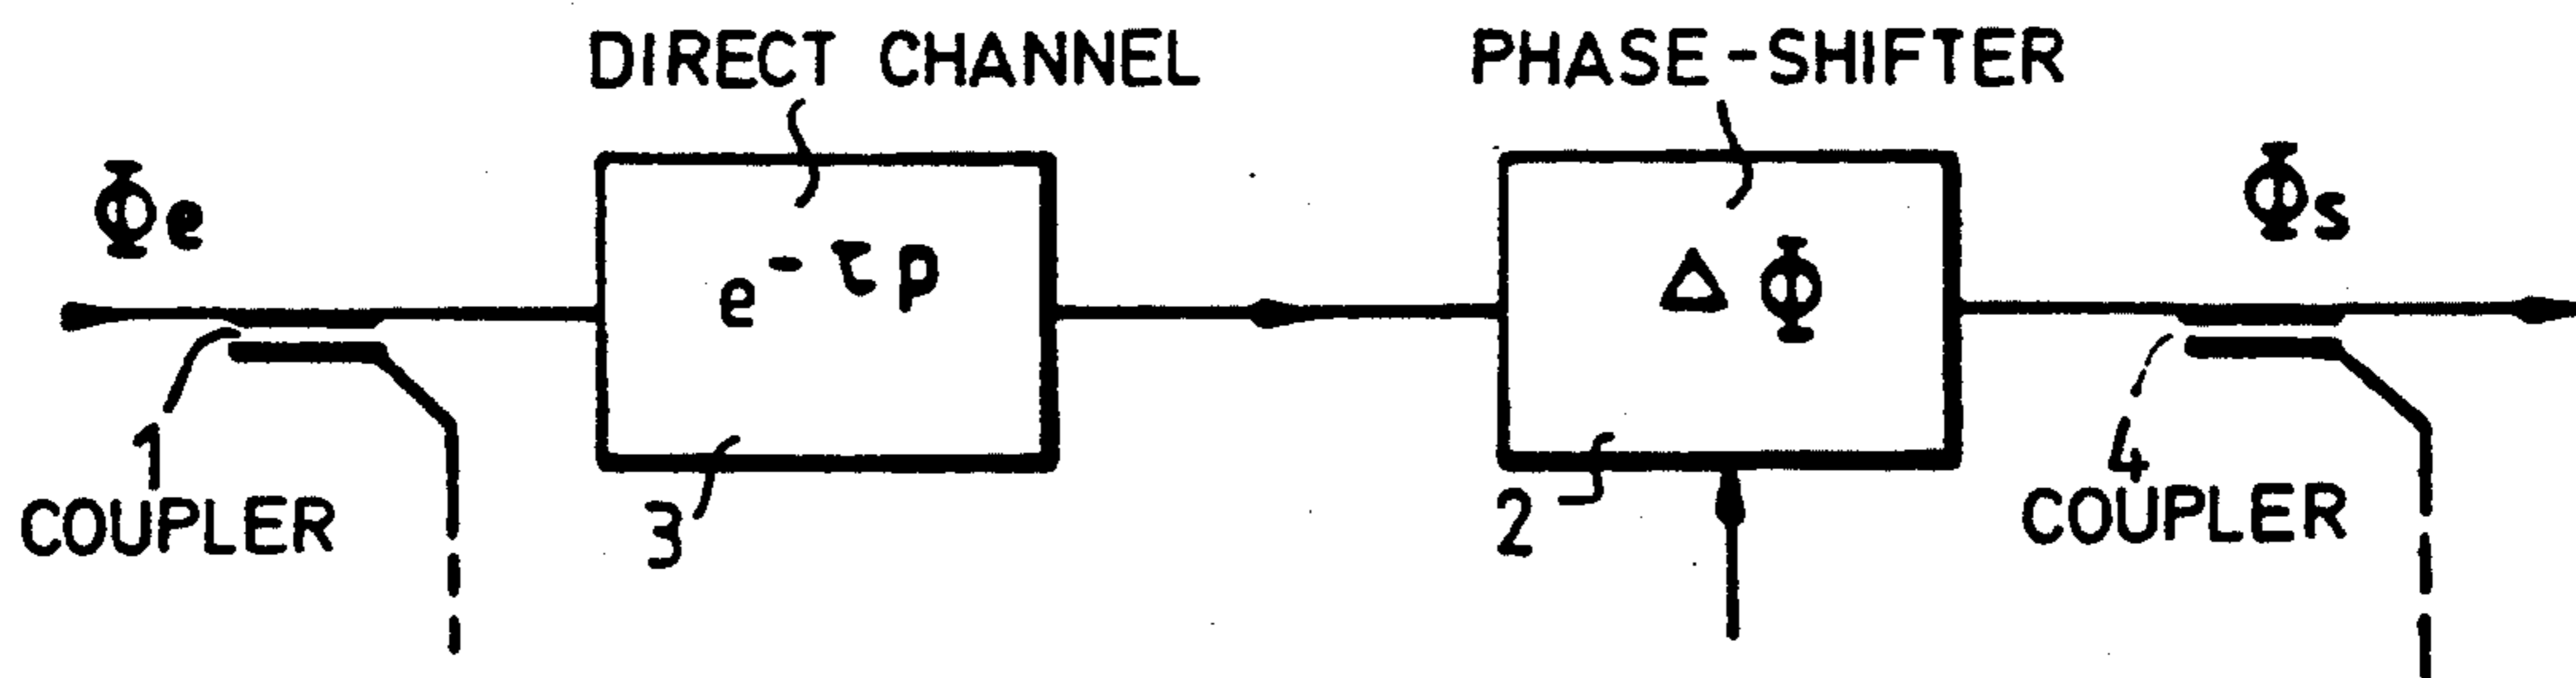 DIRECT CHANNEL
PHASE-SHIFTER
Φe
e^-τp
ΔΦ
Φs
1
COUPLER
3
2
4
COUPLER